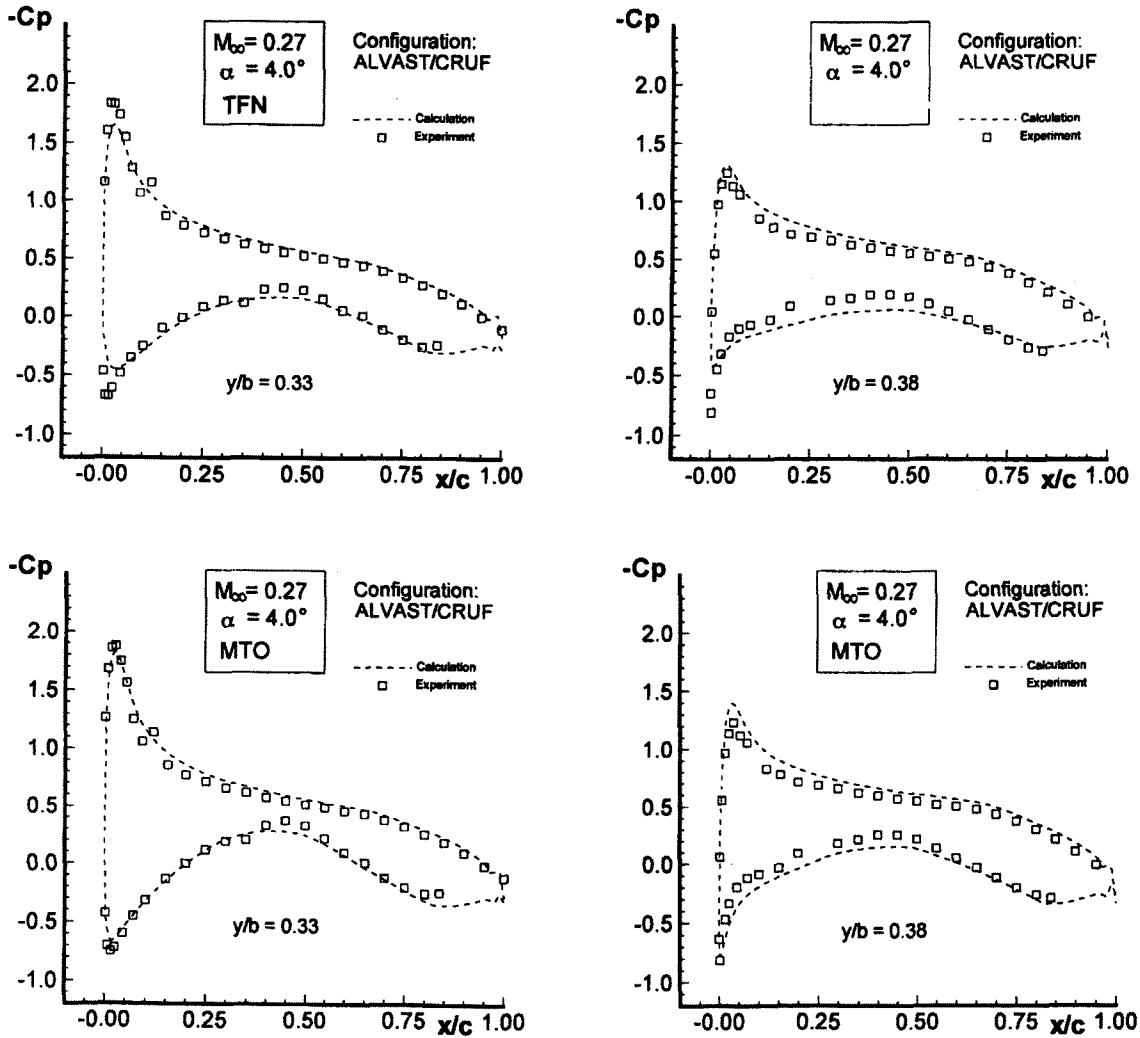 -Cp
M∞= 0.27
α = 4.0°
TFN
Configuration:
ALVAST/CRUF
Calculation
Experiment
2.0
1.5
1.0
0.5
0.0
-0.5
-1.0
y/b = 0.33
-0.00 0.25 0.50 0.75 x/c 1.00
-Cp
M∞= 0.27
α = 4.0°
Configuration:
ALVAST/CRUF
Calculation
Experiment
2.0
1.5
1.0
0.5
0.0
-0.5
-1.0
y/b = 0.38
-0.00 0.25 0.50 0.75 x/c 1.00
-Cp
M∞= 0.27
α = 4.0°
MTO
Configuration:
ALVAST/CRUF
Calculation
Experiment
2.0
1.5
1.0
0.5
0.0
-0.5
-1.0
y/b = 0.33
-0.00 0.25 0.50 0.75 x/c 1.00
-Cp
M∞= 0.27
α = 4.0°
MTO
Configuration:
ALVAST/CRUF
Calculation
Experiment
2.0
1.5
1.0
0.5
0.0
-0.5
-1.0
y/b = 0.38
-0.00 0.25 0.50 0.75 x/c 1.00